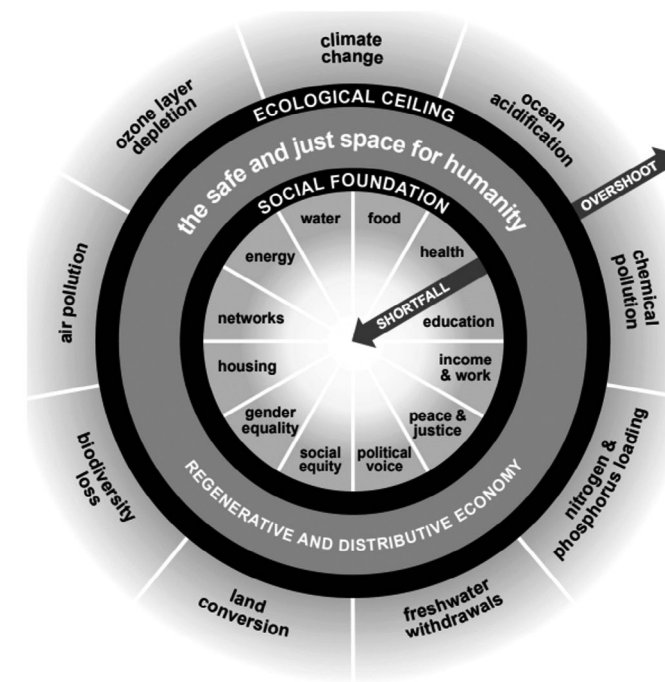 climate
change
ocean
acidification
chemical
pollution
nitrogen &
phosphorus loading
freshwater
withdrawals
land
conversion
biodiversity
loss
air pollution
ozone layer
depletion
ECOLOGICAL CEILING
OVERSHOOT
the safe and just space for humanity
SOCIAL FOUNDATION
water
food
health
SHORTFALL
education
income
& work
peace &
justice
political
voice
social
equity
gender
equality
housing
networks
energy
REGENERATIVE AND DISTRIBUTIVE ECONOMY